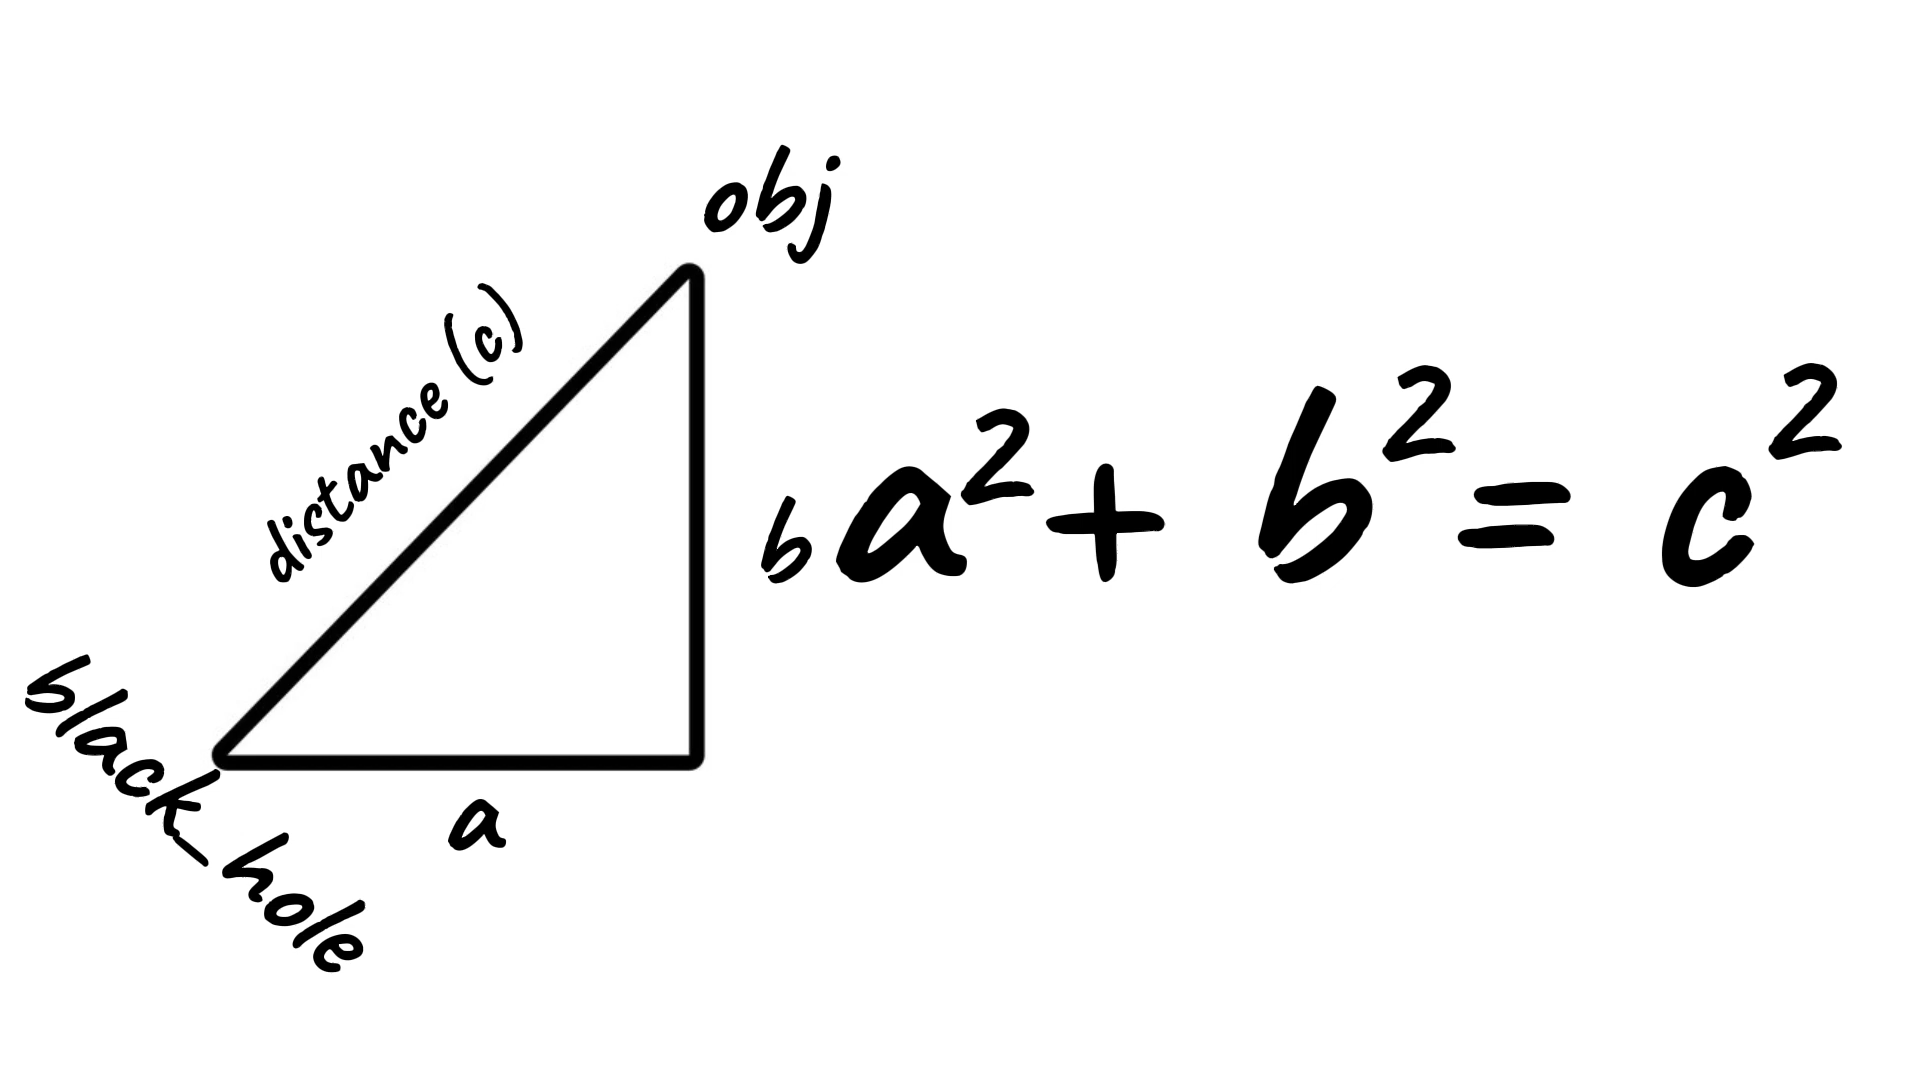 obj
distance (c)
b
a² + b² = c²
black_hole
a